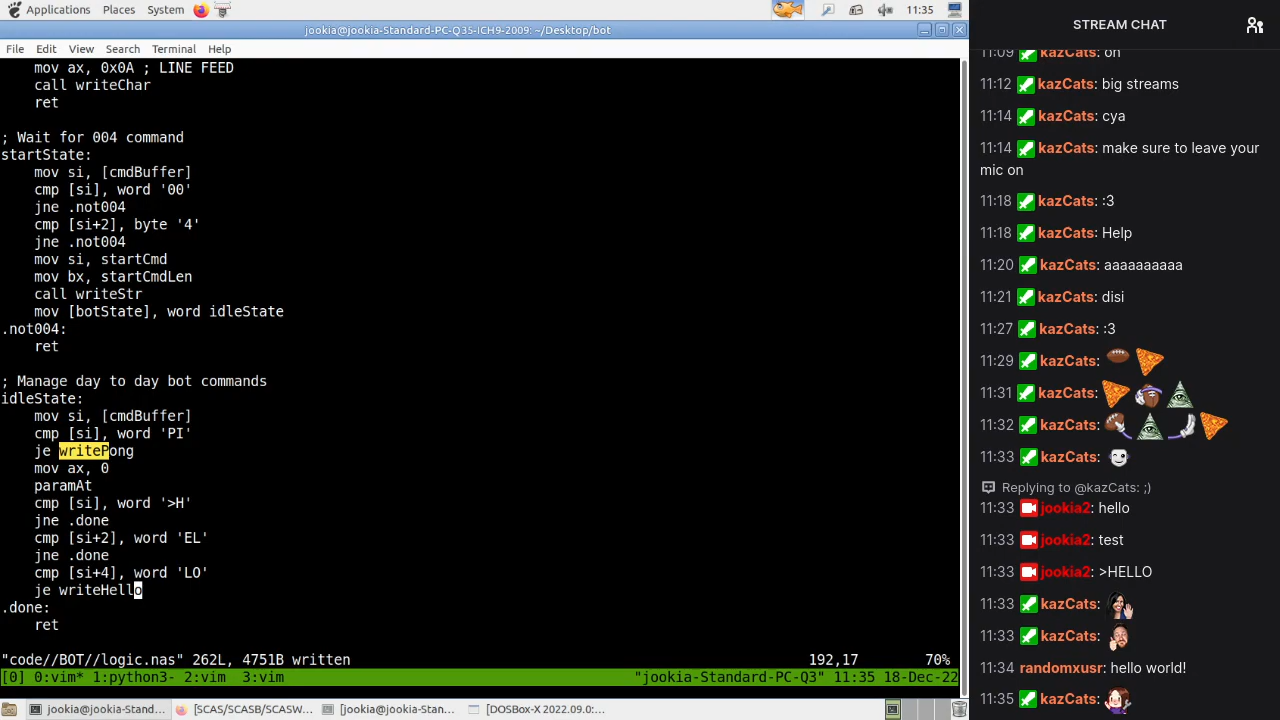 Applications Places System 11:35
jookia@jookia-Standard-PC-Q35-ICH9-2009: ~/Desktop/bot
File Edit View Search Terminal Help
mov ax, 0x0A ; LINE FEED
call writeChar
ret
; Wait for 004 command
startState:
mov si, [cmdBuffer]
cmp [si], word '00'
jne .not004
cmp [si+2], byte '4'
jne .not004
mov si, startCmd
mov bx, startCmdLen
call writeStr
mov [botState], word idleState
.not004:
ret
; Manage day to day bot commands
idleState:
mov si, [cmdBuffer]
cmp [si], word 'PI'
je writePong
mov ax, 0
paramAt
cmp [si], word '>H'
jne .done
cmp [si+2], word 'EL'
jne .done
cmp [si+4], word 'LO'
je writeHello
.done:
ret
"code//BOT//logic.nas" 262L, 4751B written 192,17 70%
[0] 0:vim* 1:python3- 2:vim 3:vim "jookia-Standard-PC-Q3" 11:35 18-Dec-22
jookia@jookia-Standard-PC-Q3... [SCAS/SCASB/SCASW... [jookia@jookia-Stan... [DOSBox-X 2022.09.0:...
STREAM CHAT
11:09 kazCats: on
11:12 kazCats: big streams
11:14 kazCats: cya
11:14 kazCats: make sure to leave your
mic on
11:18 kazCats: :3
11:18 kazCats: Help
11:20 kazCats: aaaaaaaaaa
11:21 kazCats: disi
11:27 kazCats: :3
11:29 kazCats:
11:31 kazCats:
11:32 kazCats:
11:33 kazCats:
Replying to @kazCats: ;)
11:33 jookia2: hello
11:33 jookia2: test
11:33 jookia2: >HELLO
11:33 kazCats:
11:33 kazCats:
11:34 randomxusr: hello world!
11:35 kazCats: